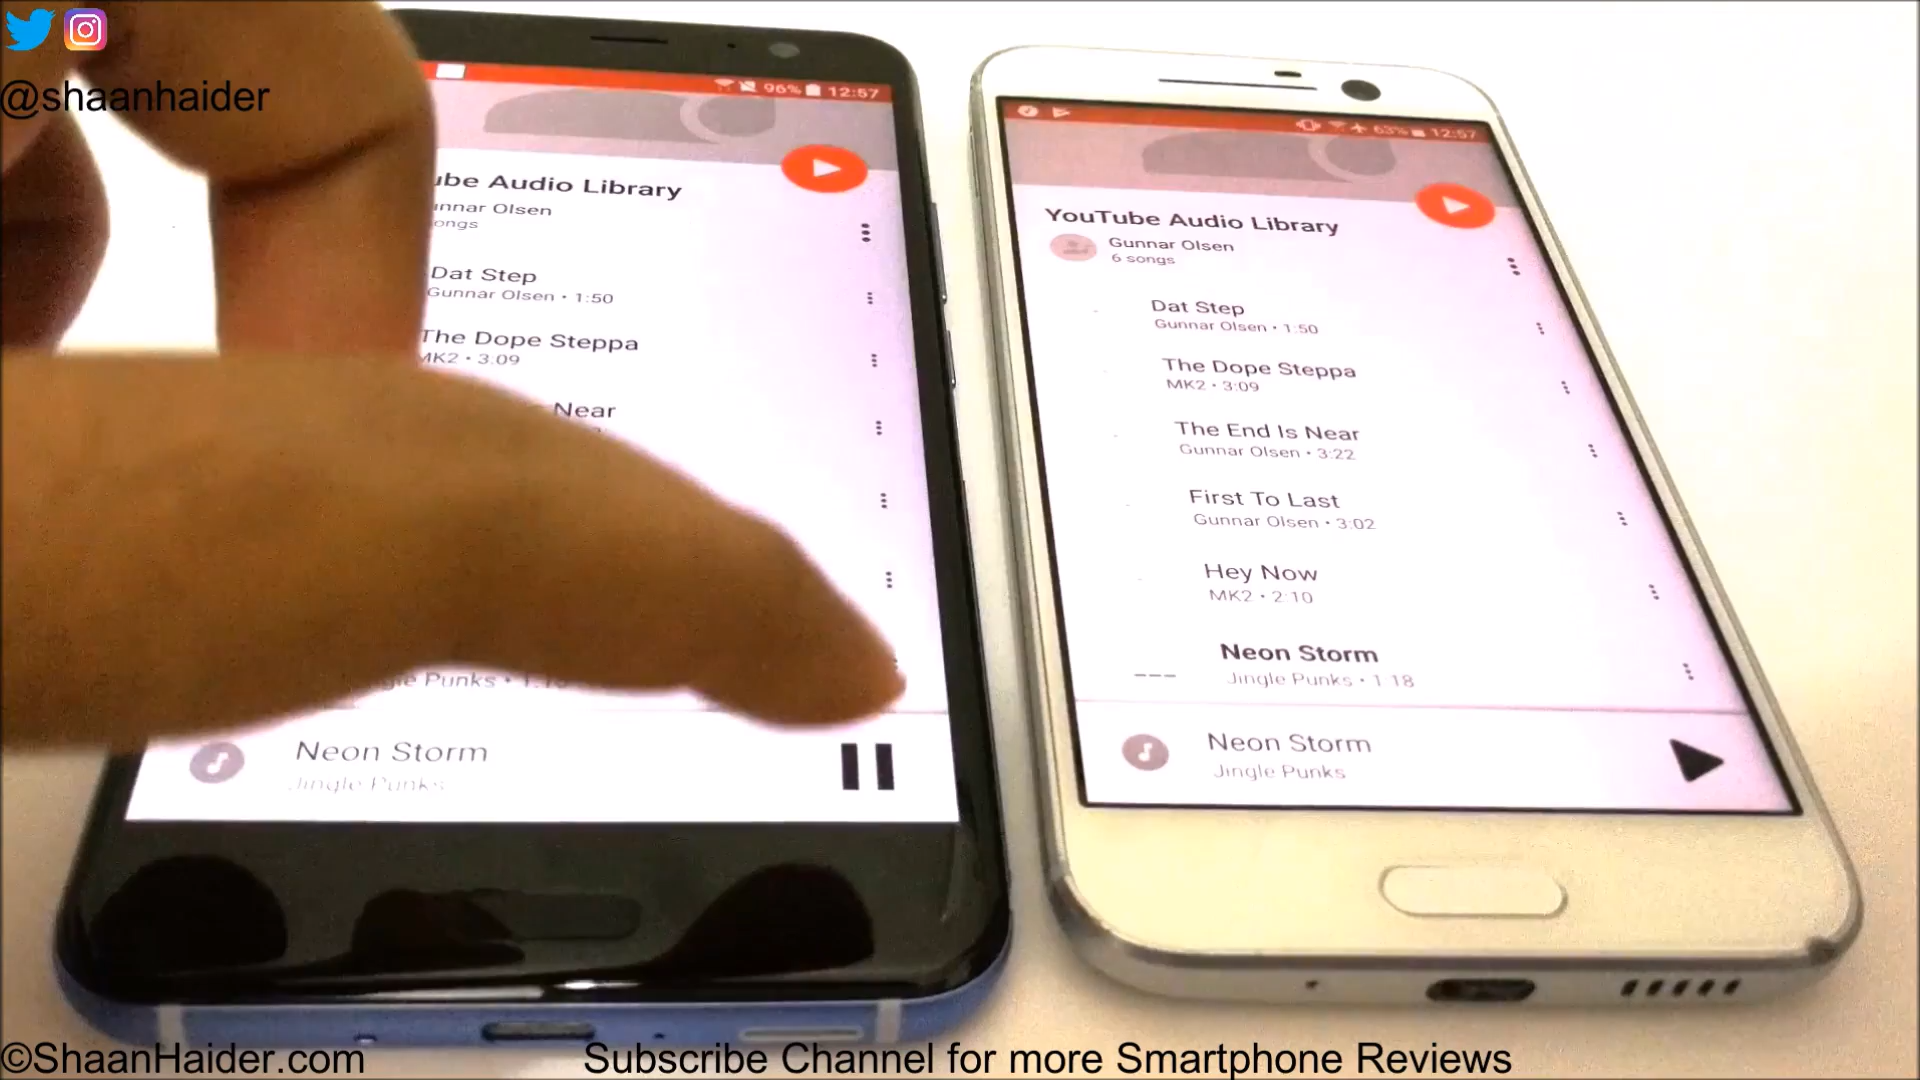 @shaanhaider
96% 12:57
Audio Library
Olsen
Dat Step
Gunnar Olsen • 1:50
The Dope Steppa
MK2 • 3:09
Near
Punks
Neon Storm
Jingle Punks
63% 12:57
YouTube Audio Library
Gunnar Olsen
6 songs
Dat Step
Gunnar Olsen • 1:50
The Dope Steppa
MK2 • 3:09
The End Is Near
Gunnar Olsen • 3:22
First To Last
Gunnar Olsen • 3:02
Hey Now
MK2 • 2:10
Neon Storm
Jingle Punks • 1:18
Neon Storm
Jingle Punks
©ShaanHaider.com
Subscribe Channel for more Smartphone Reviews